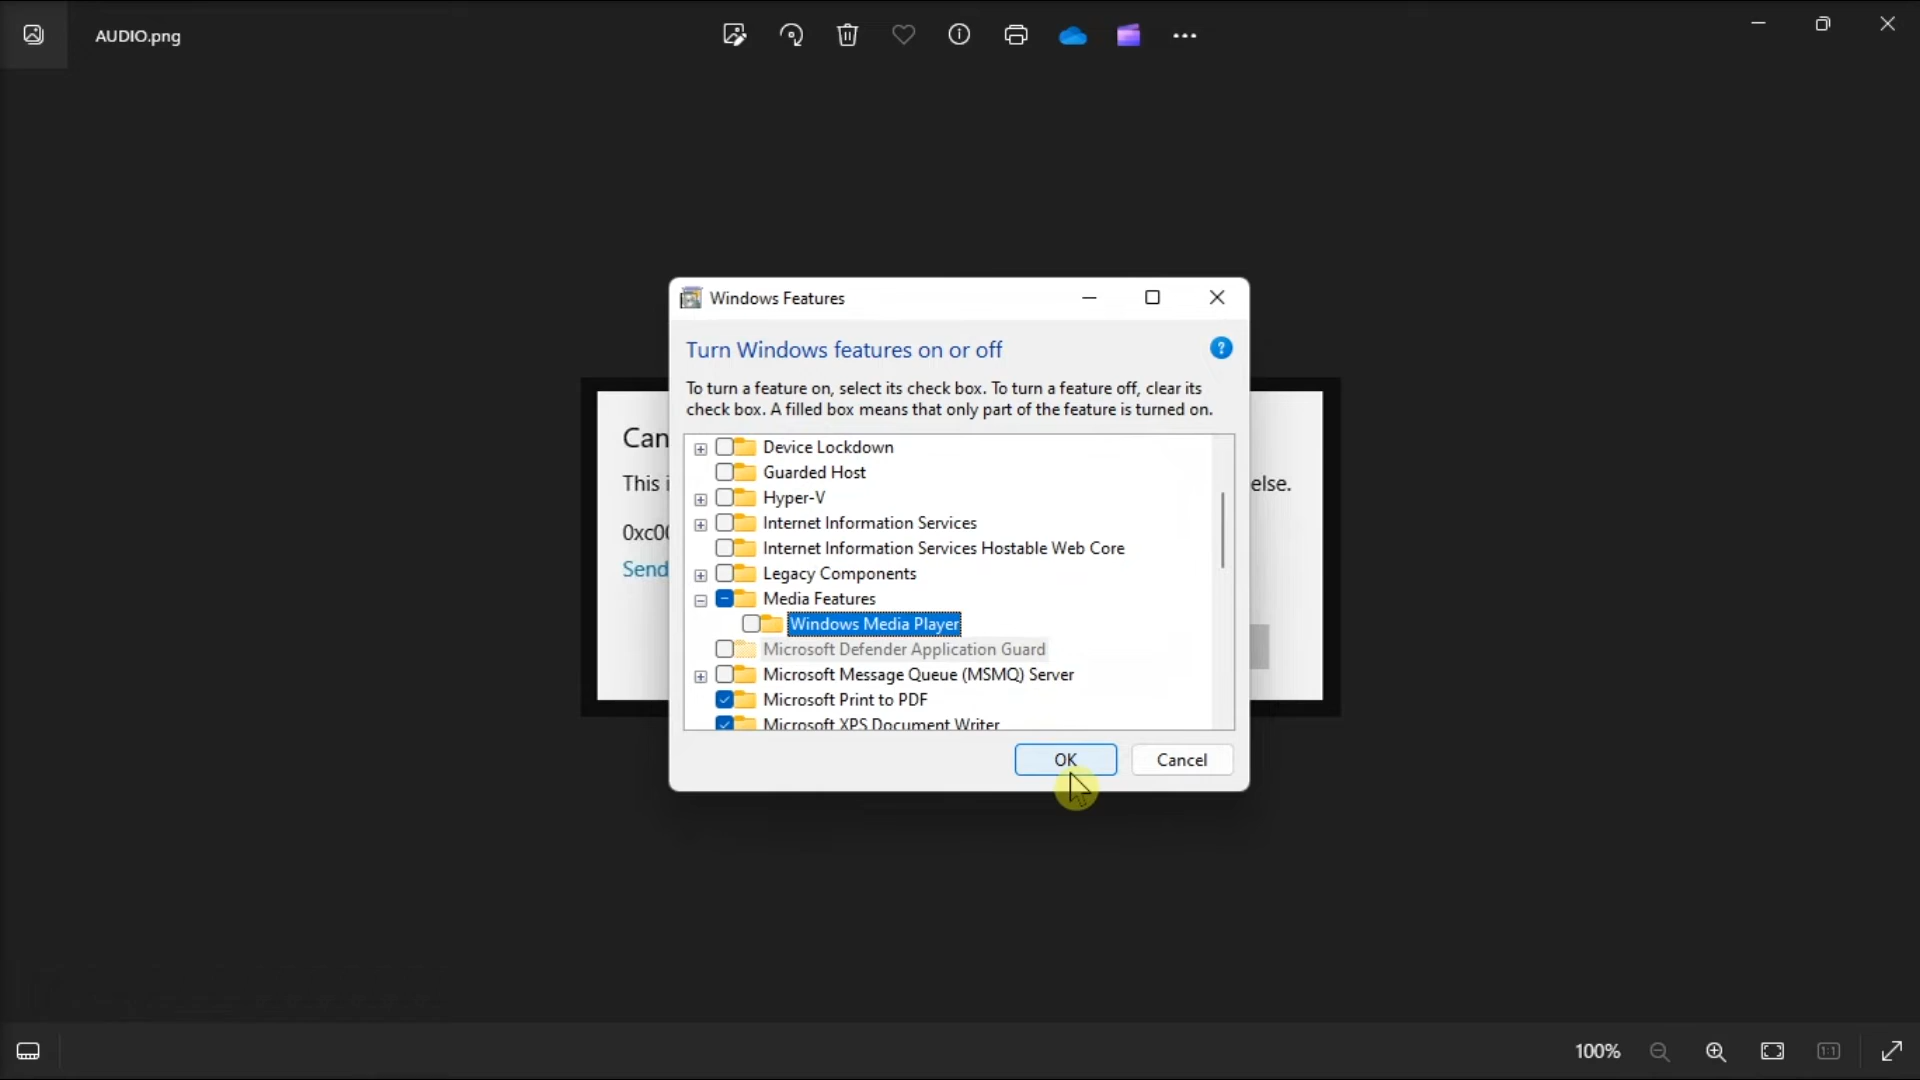 AUDIO.png
Windows Features
Turn Windows features on or off
?
To turn a feature on, select its check box. To turn a feature off, clear its
check box. A filled box means that only part of the feature is turned on.
Can
Device Lockdown
Guarded Host
This else.
Hyper-V
Internet Information Services
0xc00
Internet Information Services Hostable Web Core
Send
Legacy Components
Media Features
Windows Media Player
Microsoft Defender Application Guard
Microsoft Message Queue (MSMQ) Server
Microsoft Print to PDF
Microsoft XPS Document Writer
OK Cancel
100% 1:1